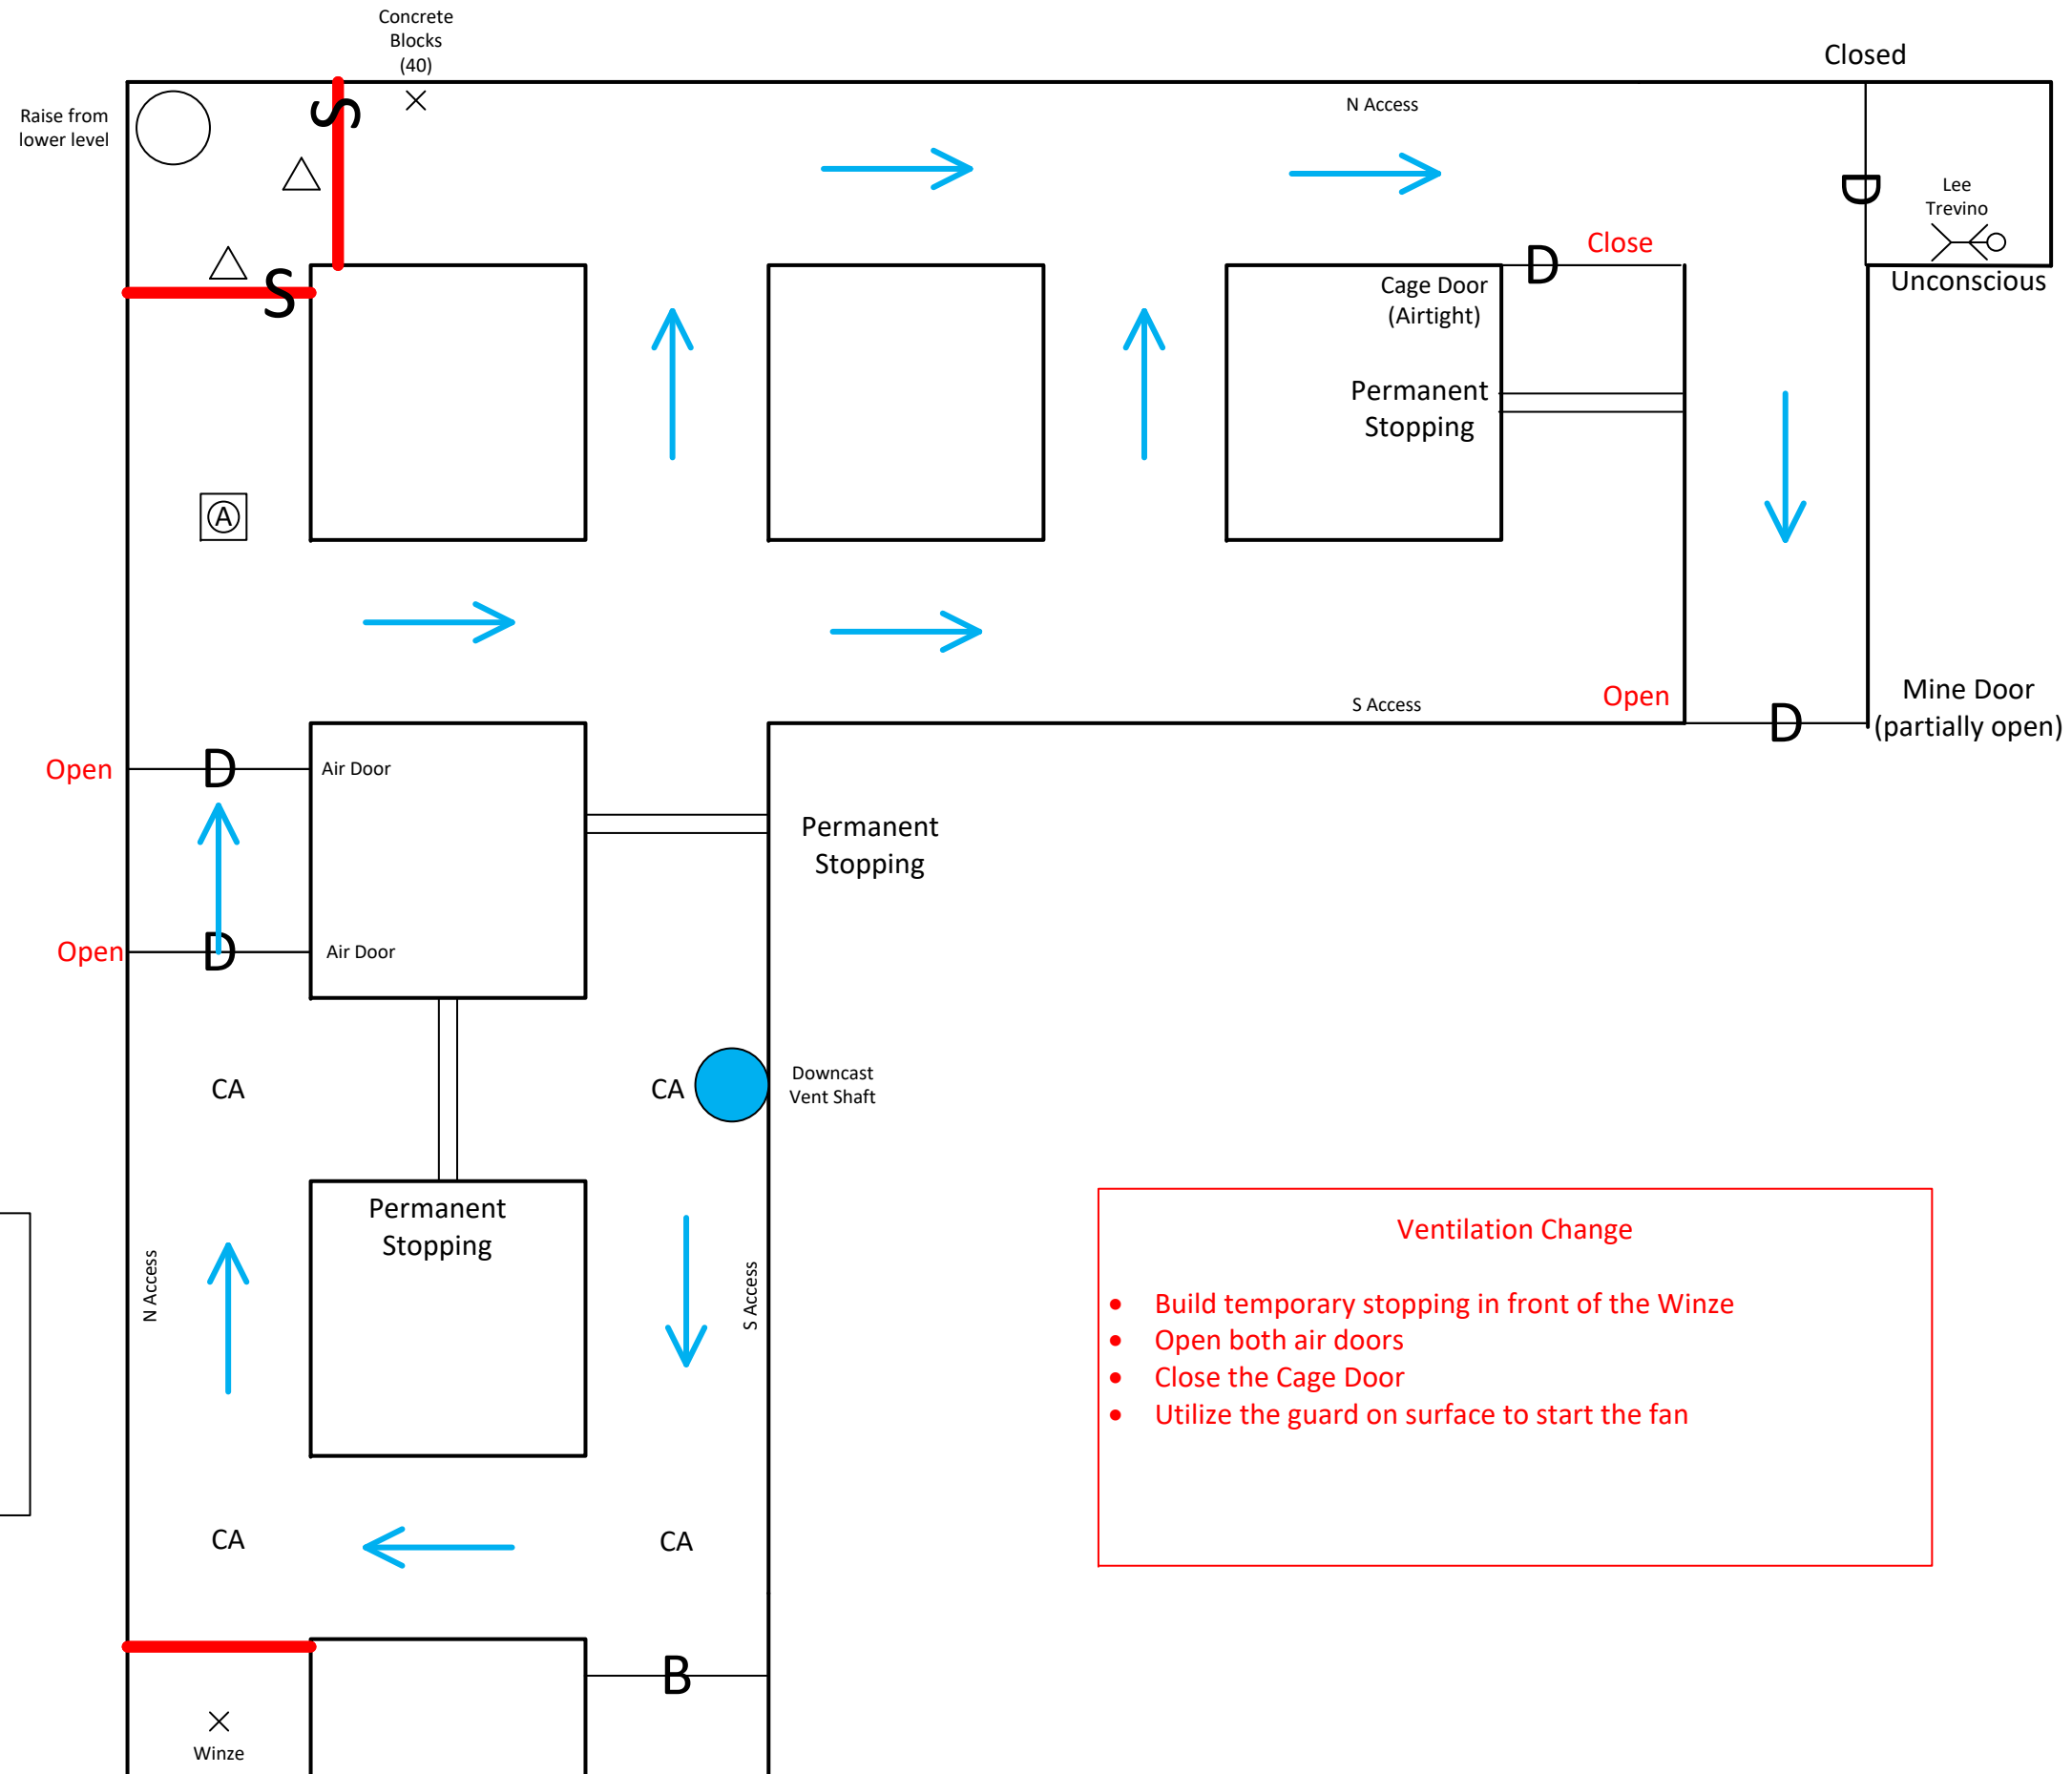 Concrete
Blocks
(40)
Closed
Raise from
lower level
S
N Access
D
Lee
Trevino
Unconscious
S
D
Close
Cage Door
(Airtight)
Permanent
Stopping
A
S Access
Open
D
Mine Door
(partially open)
Open
D
Air Door
Permanent
Stopping
Open
D
Air Door
CA
CA
Downcast
Vent Shaft
Permanent
Stopping
N Access
S Access
Ventilation Change
• Build temporary stopping in front of the Winze
• Open both air doors
• Close the Cage Door
• Utilize the guard on surface to start the fan
CA
CA
B
Winze